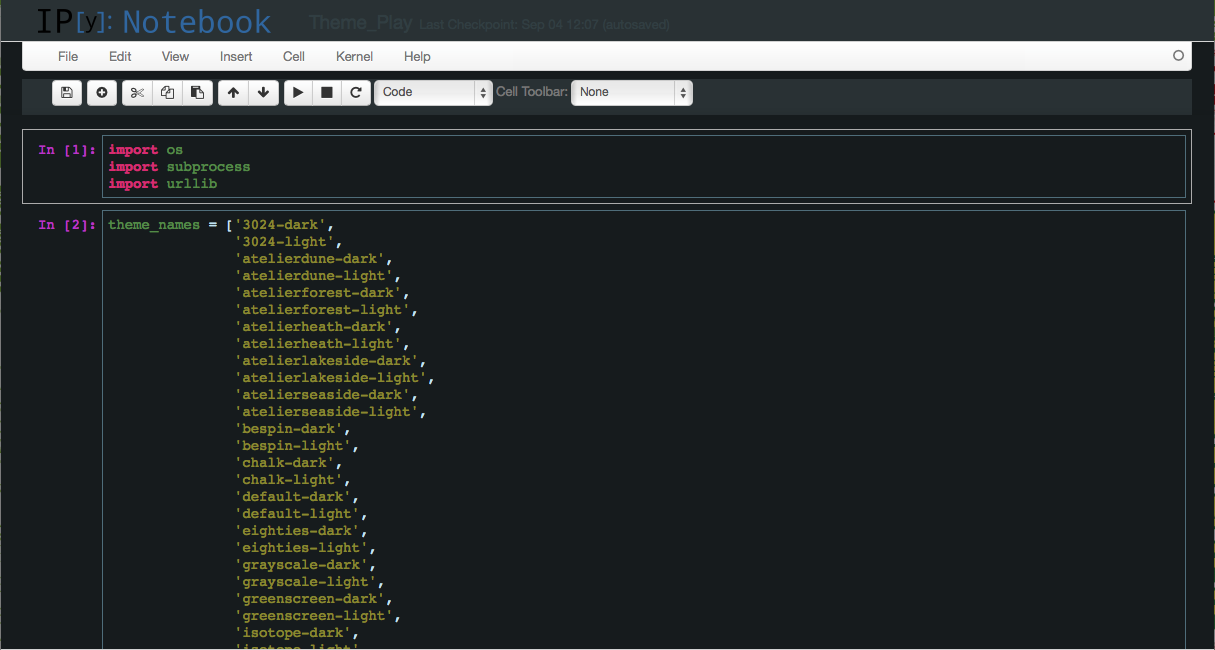 IP[y]: Notebook Theme_Play Last Checkpoint: Sep 04 12:07 (autosaved)
File Edit View Insert Cell Kernel Help
Code Cell Toolbar: None
In [1]: import os
import subprocess
import urllib
In [2]: theme_names = ['3024-dark',
'3024-light',
'atelierdune-dark',
'atelierdune-light',
'atelierforest-dark',
'atelierforest-light',
'atelierheath-dark',
'atelierheath-light',
'atelierlakeside-dark',
'atelierlakeside-light',
'atelierseaside-dark',
'atelierseaside-light',
'bespin-dark',
'bespin-light',
'chalk-dark',
'chalk-light',
'default-dark',
'default-light',
'eighties-dark',
'eighties-light',
'grayscale-dark',
'grayscale-light',
'greenscreen-dark',
'greenscreen-light',
'isotope-dark',
'isotope-light',